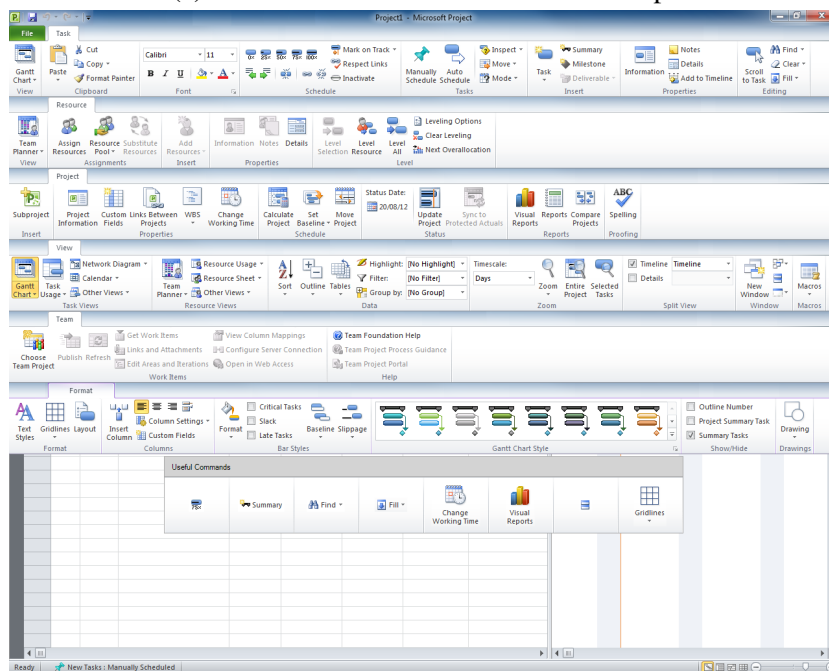 Project1 - Microsoft Project
File Task
Cut
Copy
Format Painter
Paste
Gantt Chart
Calibri 11
B I U A
0% 25% 50% 75% 100%
Mark on Track
Respect Links
Inactivate
Manually Schedule
Auto Schedule
Inspect
Move
Mode
Task
Summary
Milestone
Deliverable
Information
Notes
Details
Add to Timeline
Scroll to Task
Find
Clear
Fill
View Clipboard Font Schedule Tasks Insert Properties Editing
Resource
Team Planner
Assign Resources
Resource Pool
Substitute Resources
Add Resources
Information Notes Details
Level Selection
Level Resource
Level All
Leveling Options
Clear Leveling
Next Overallocation
View Assignments Insert Properties Level
Project
Subproject
Project Information
Custom Fields
Links Between Projects
WBS
Change Working Time
Calculate Project
Set Baseline
Move Project
Status Date:
20/08/12
Update Project
Sync to Protected Actuals
Visual Reports
Reports
Compare Projects
ABC
Spelling
Insert Properties Schedule Status Reports Proofing
View
Gantt Chart
Task Usage
Network Diagram
Calendar
Other Views
Team Planner
Resource Usage
Resource Sheet
Other Views
Sort Outline Tables
Highlight: [No Highlight]
Filter: [No Filter]
Group by: [No Group]
Timescale:
Days
Zoom
Entire Project
Selected Tasks
Timeline Timeline
Details
New Window
Macros
Task Views Resource Views Data Zoom Split View Window Macros
Team
Choose Team Project
Publish Refresh
Get Work Items
Links and Attachments
Edit Areas and Iterations
View Column Mappings
Configure Server Connection
Open in Web Access
Team Foundation Help
Team Project Process Guidance
Team Project Portal
Work Items Help
Format
Text Styles
Gridlines Layout
Insert Column
Column Settings
Custom Fields
Format
Critical Tasks
Slack
Late Tasks
Baseline Slippage
Outline Number
Project Summary Task
Summary Tasks
Drawing
Format Columns Bar Styles Gantt Chart Style Show/Hide Drawings
Useful Commands
75%
Summary
Find
Fill
Change Working Time
Visual Reports
Gridlines
Ready New Tasks : Manually Scheduled